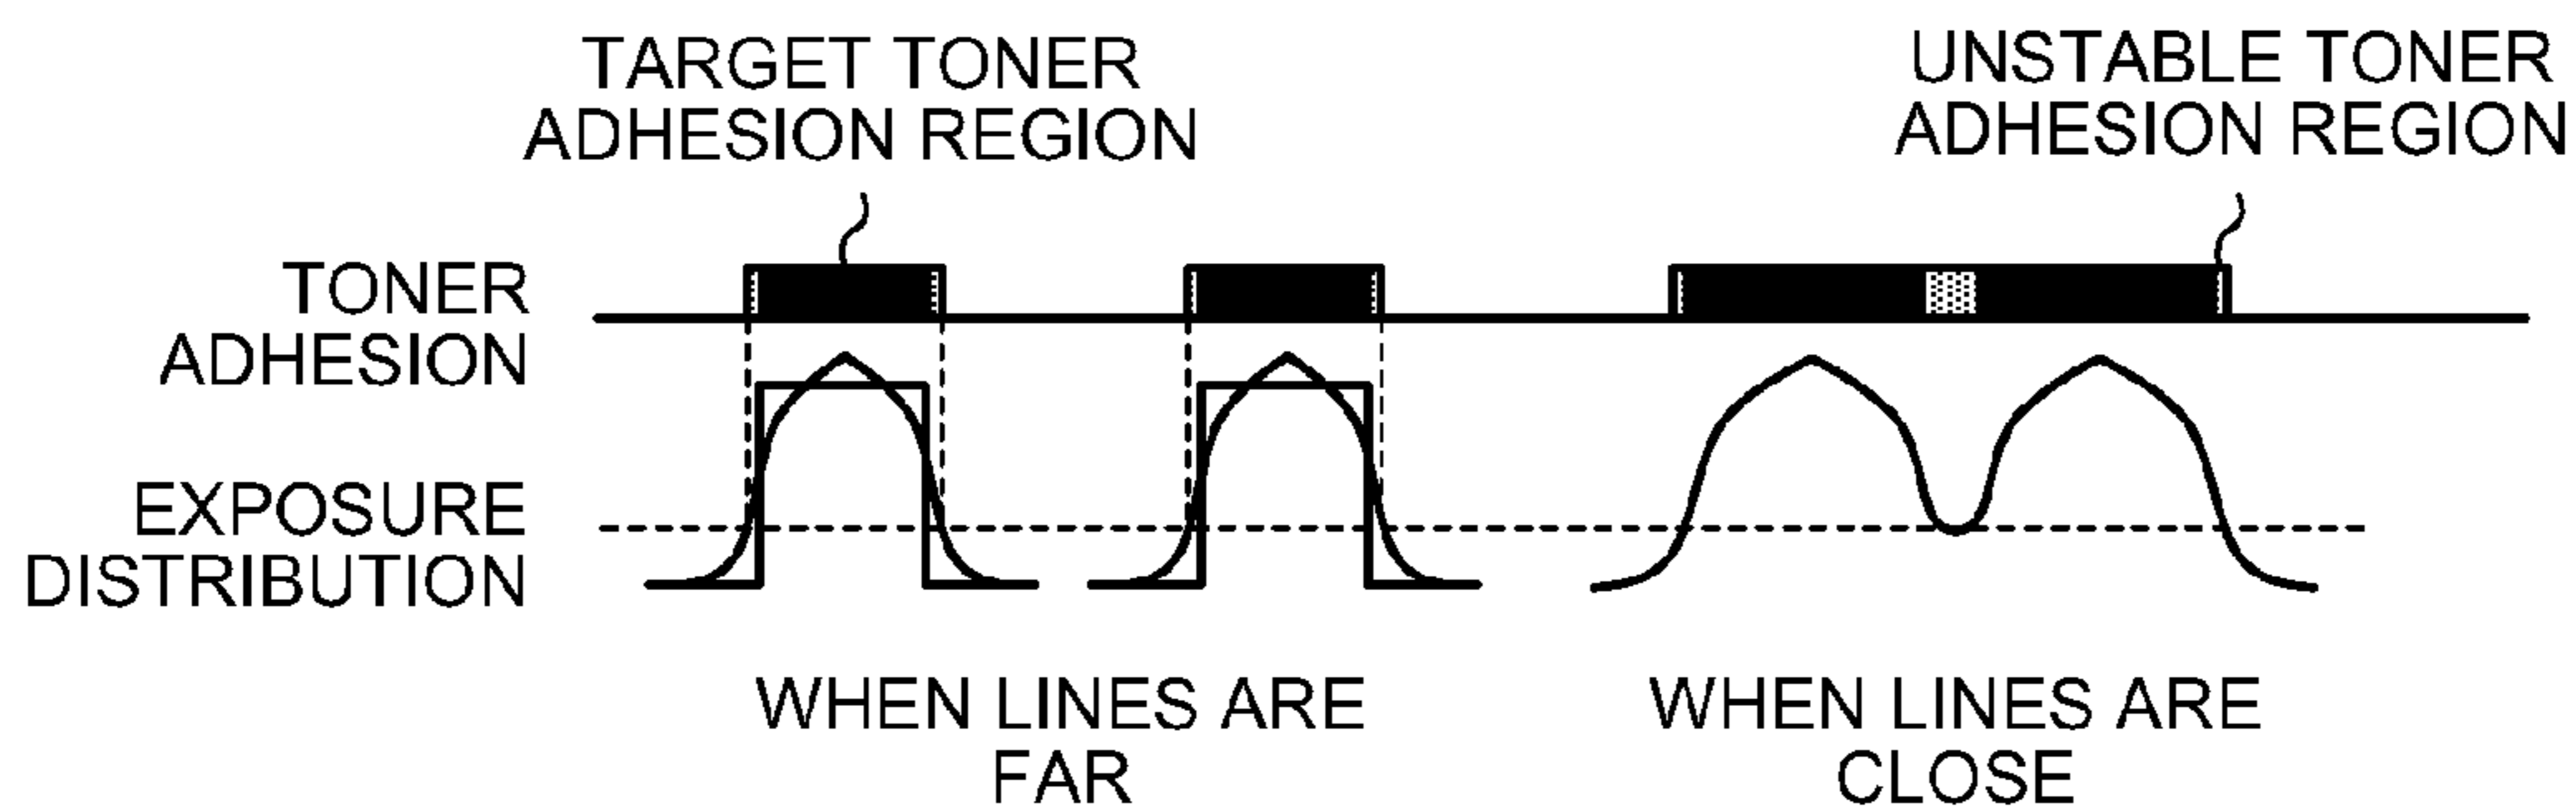 TARGET TONER
ADHESION REGION
UNSTABLE TONER
ADHESION REGION
TONER
ADHESION
EXPOSURE
DISTRIBUTION
WHEN LINES ARE
FAR
WHEN LINES ARE
CLOSE